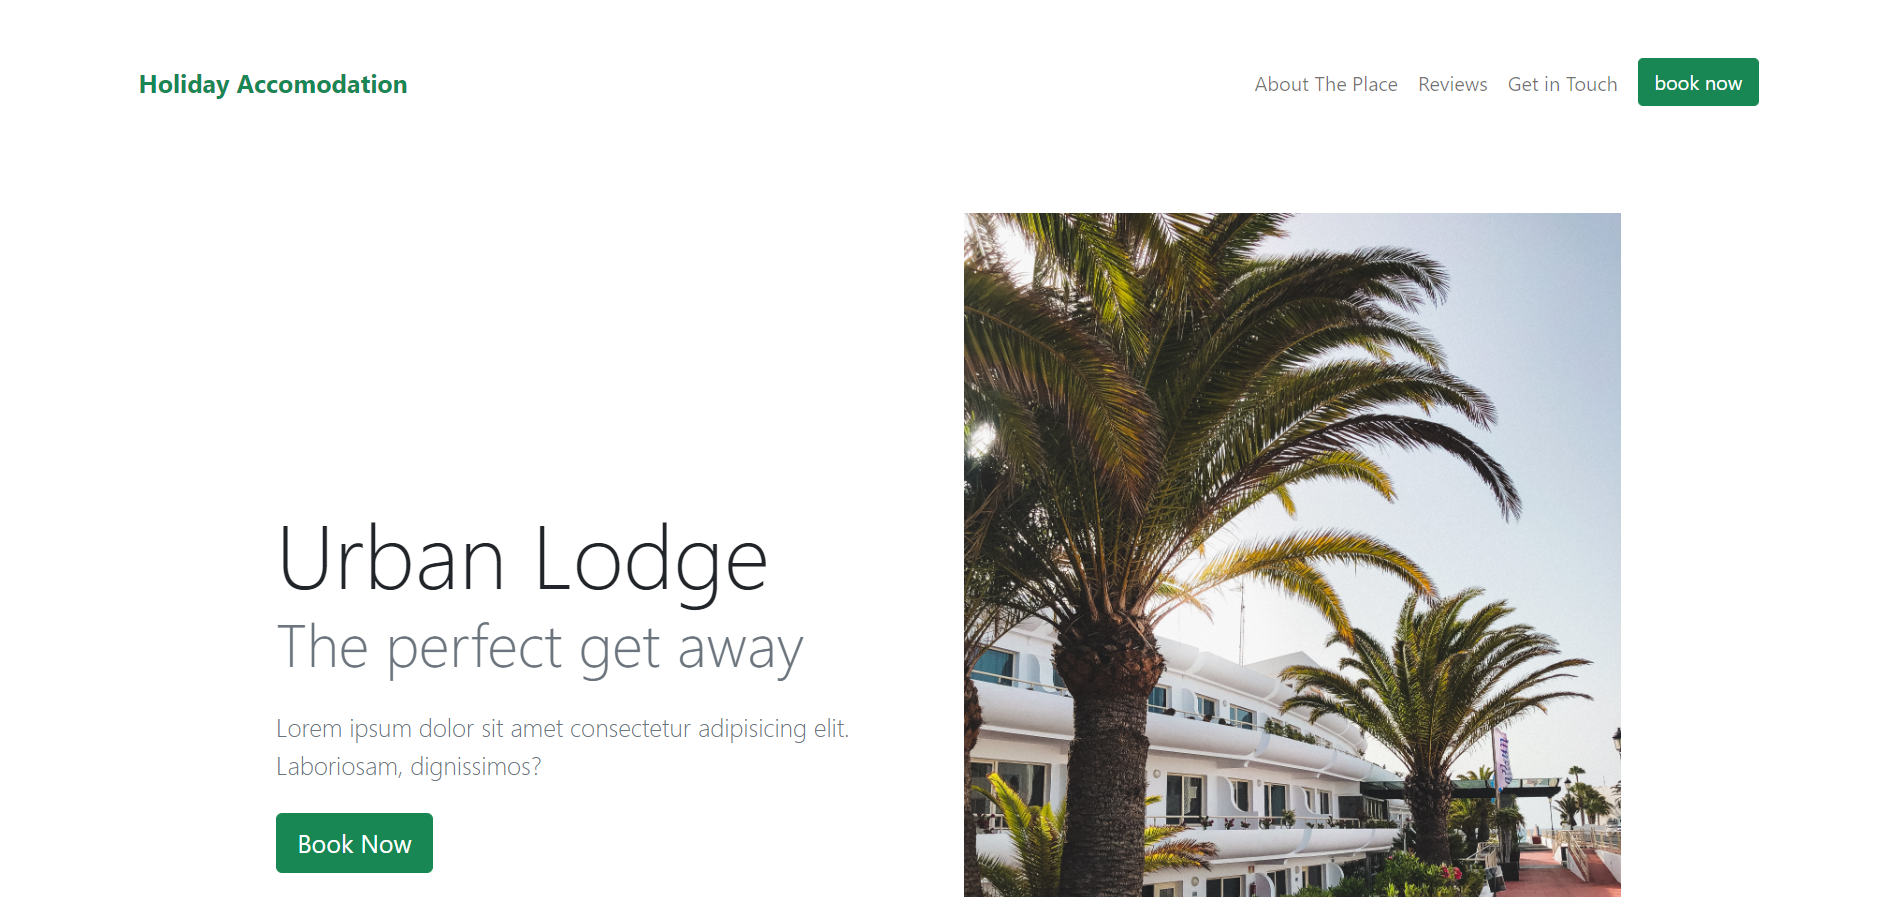 Holiday Accomodation
About The Place Reviews Get in Touch book now
Urban Lodge
The perfect get away
Lorem ipsum dolor sit amet consectetur adipisicing elit.
Laboriosam, dignissimos?
Book Now